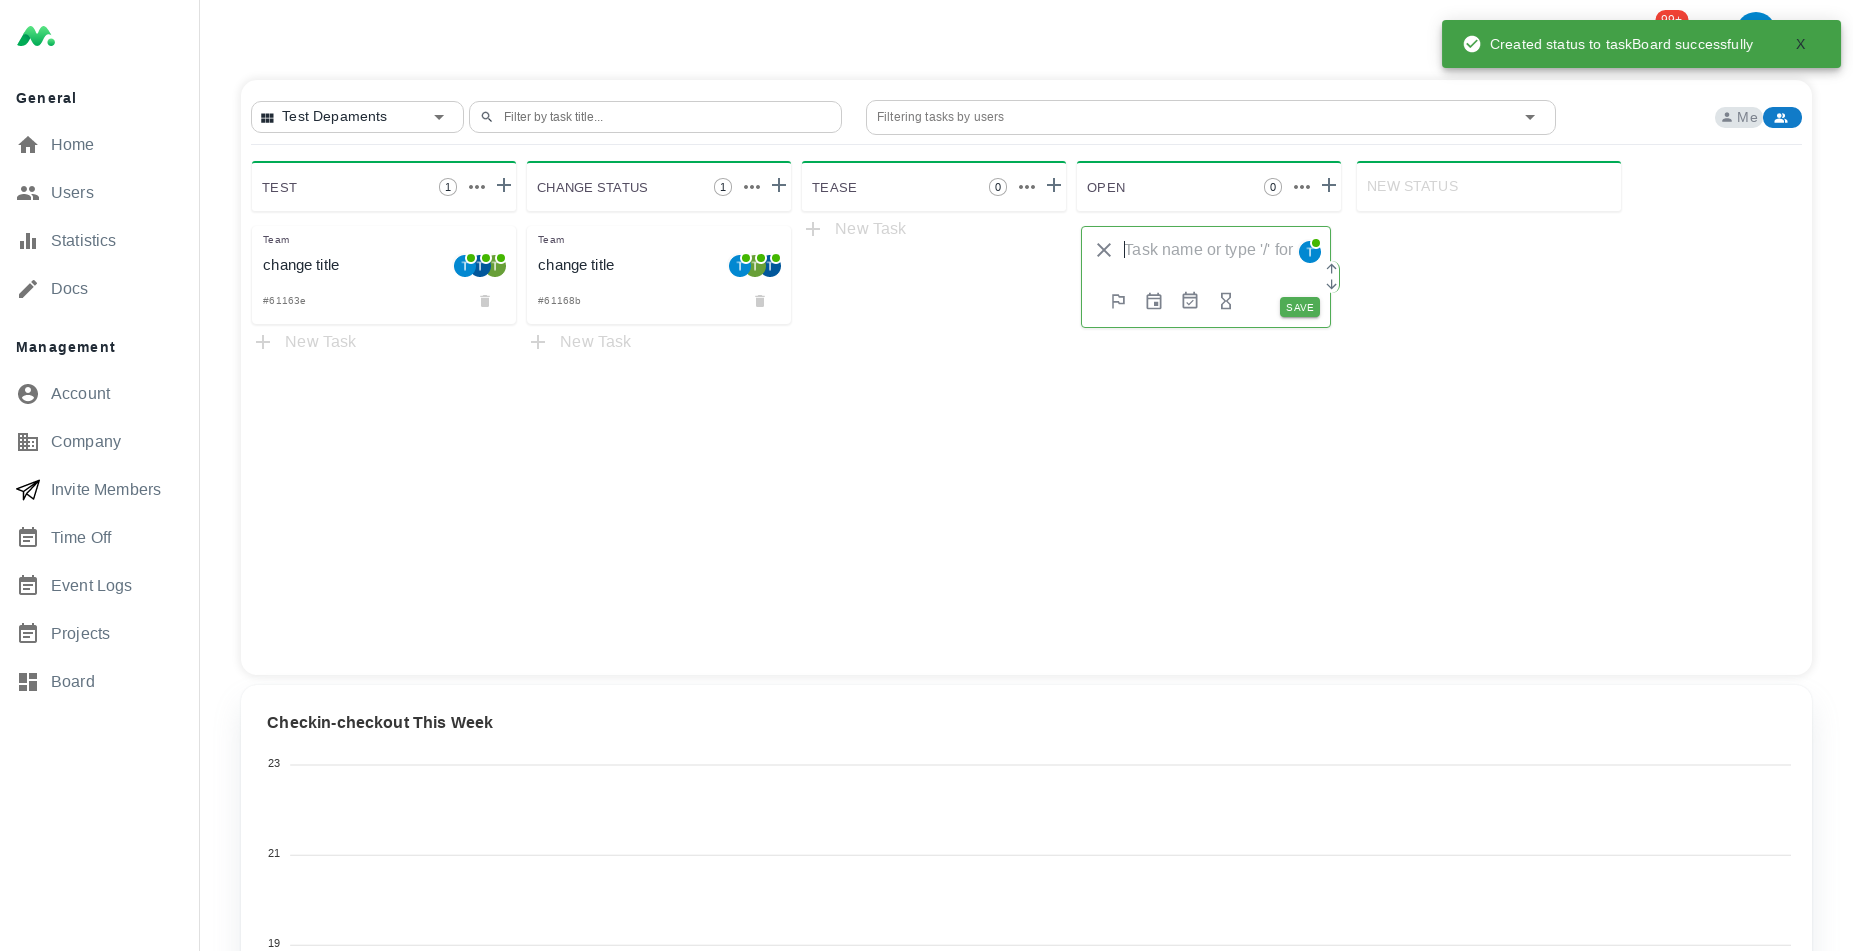 Created status to taskBoard successfully X
General
Home
Users
Statistics
Docs
Management
Account
Company
Invite Members
Time Off
Event Logs
Projects
Board
Test Depaments
Filter by task title...
Filtering tasks by users
Me
TEST 1
CHANGE STATUS 1
TEASE 0
OPEN 0
NEW STATUS
Team
change title
#61163e
New Task
Team
change title
#61168b
New Task
New Task
Task name or type '/' for
SAVE
Checkin-checkout This Week
23
21
19